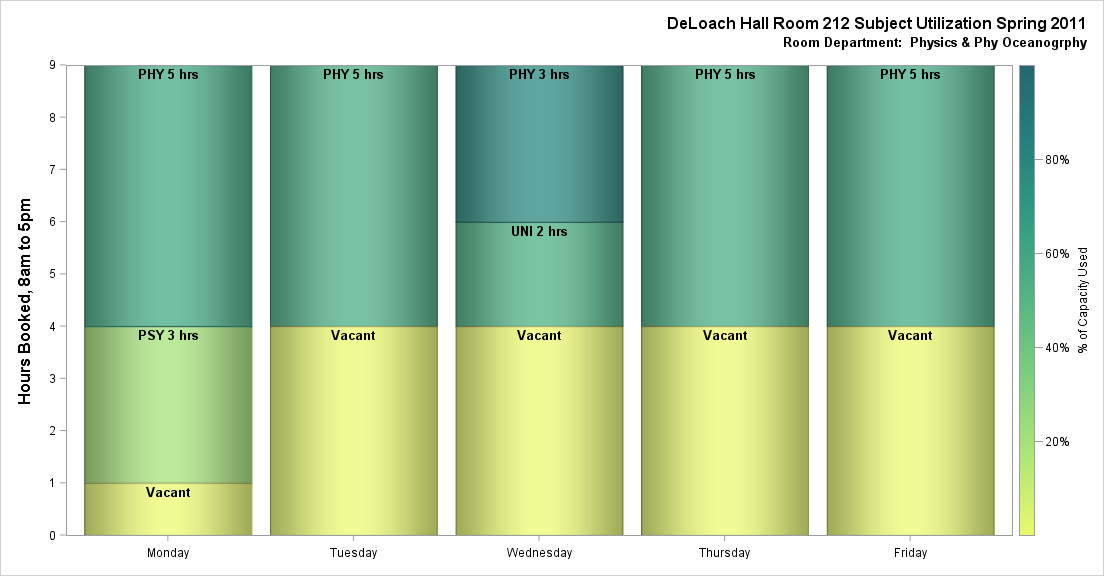 DeLoach Hall Room 212 Subject Utilization Spring 2011
Room Department:  Physics & Phy Oceanogrphy
Hours Booked, 8am to 5pm
9
8
7
6
5
4
3
2
1
0
PHY 5 hrs
PSY 3 hrs
Vacant
PHY 5 hrs
Vacant
PHY 3 hrs
UNI 2 hrs
Vacant
PHY 5 hrs
Vacant
PHY 5 hrs
Vacant
Monday
Tuesday
Wednesday
Thursday
Friday
80%
60%
40%
20%
% of Capacity Used